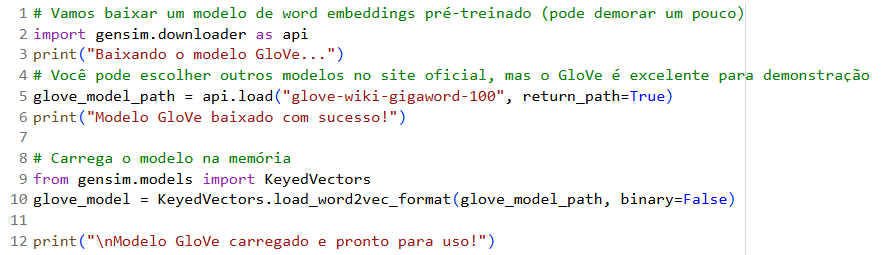 1 # Vamos baixar um modelo de word embeddings pré-treinado (pode demorar um pouco)
2 import gensim.downloader as api
3 print("Baixando o modelo GloVe...")
4 # Você pode escolher outros modelos no site oficial, mas o GloVe é excelente para demonstração
5 glove_model_path = api.load("glove-wiki-gigaword-100", return_path=True)
6 print("Modelo GloVe baixado com sucesso!")
7
8 # Carrega o modelo na memória
9 from gensim.models import KeyedVectors
10 glove_model = KeyedVectors.load_word2vec_format(glove_model_path, binary=False)
11
12 print("\nModelo GloVe carregado e pronto para uso!")